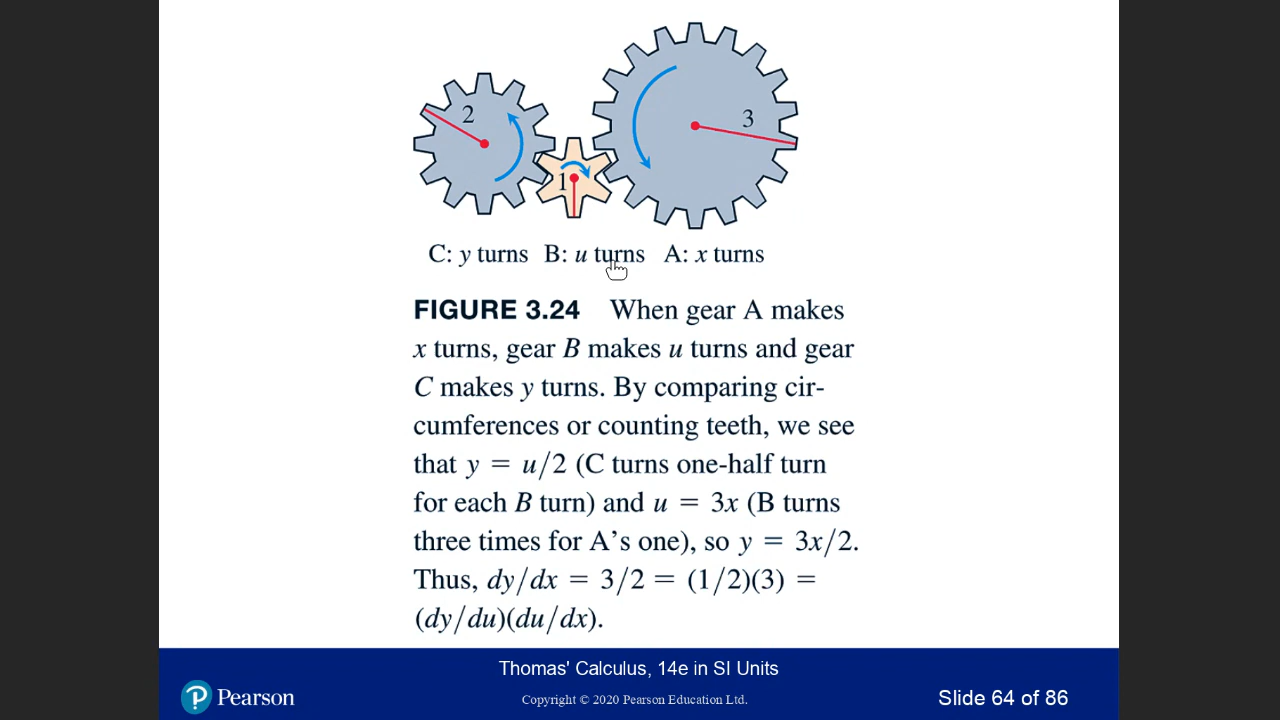 2
1
3
C: y turns B: u turns A: x turns
FIGURE 3.24 When gear A makes
x turns, gear B makes u turns and gear
C makes y turns. By comparing cir-
cumferences or counting teeth, we see
that y = u/2 (C turns one-half turn
for each B turn) and u = 3x (B turns
three times for A’s one), so y = 3x/2.
Thus, dy/dx = 3/2 = (1/2)(3) =
(dy/du)(du/dx).
Thomas' Calculus, 14e in SI Units
P Pearson
Copyright © 2020 Pearson Education Ltd.
Slide 64 of 86